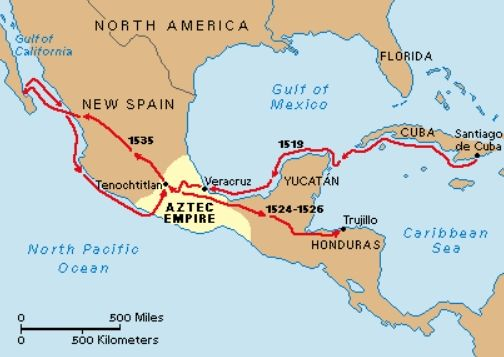 NORTH AMERICA
Gulf of
California
FLORIDA
Gulf of
Mexico
NEW SPAIN
CUBA
Santiago
de Cuba
1535
1519
Tenochtitlan
Veracruz
YUCATÁN
AZTEC
EMPIRE
1524-1526
Trujillo
HONDURAS
Caribbean
Sea
North Pacific
Ocean
0 500 Miles
0 500 Kilometers